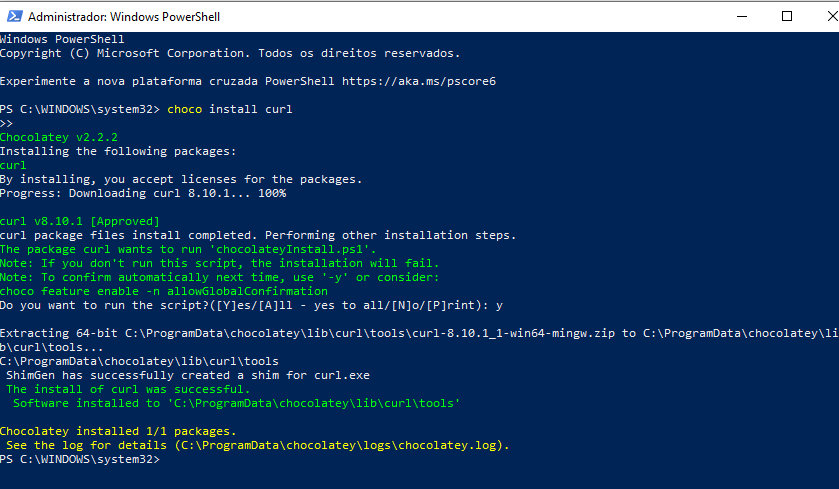 Administrador: Windows PowerShell
Windows PowerShell
Copyright (C) Microsoft Corporation. Todos os direitos reservados.
Experimente a nova plataforma cruzada PowerShell https://aka.ms/pscore6
PS C:\WINDOWS\system32> choco install curl
>>
Chocolatey v2.2.2
Installing the following packages:
curl
By installing, you accept licenses for the packages.
Progress: Downloading curl 8.10.1... 100%
curl v8.10.1 [Approved]
curl package files install completed. Performing other installation steps.
The package curl wants to run 'chocolateyInstall.ps1'.
Note: If you don't run this script, the installation will fail.
Note: To confirm automatically next time, use '-y' or consider:
choco feature enable -n allowGlobalConfirmation
Do you want to run the script?([Y]es/[A]ll - yes to all/[N]o/[P]rint): y
Extracting 64-bit C:\ProgramData\chocolatey\lib\curl\tools\curl-8.10.1_1-win64-mingw.zip to C:\ProgramData\chocolatey\li
b\curl\tools...
C:\ProgramData\chocolatey\lib\curl\tools
ShimGen has successfully created a shim for curl.exe
The install of curl was successful.
Software installed to 'C:\ProgramData\chocolatey\lib\curl\tools'
Chocolatey installed 1/1 packages.
See the log for details (C:\ProgramData\chocolatey\logs\chocolatey.log).
PS C:\WINDOWS\system32>